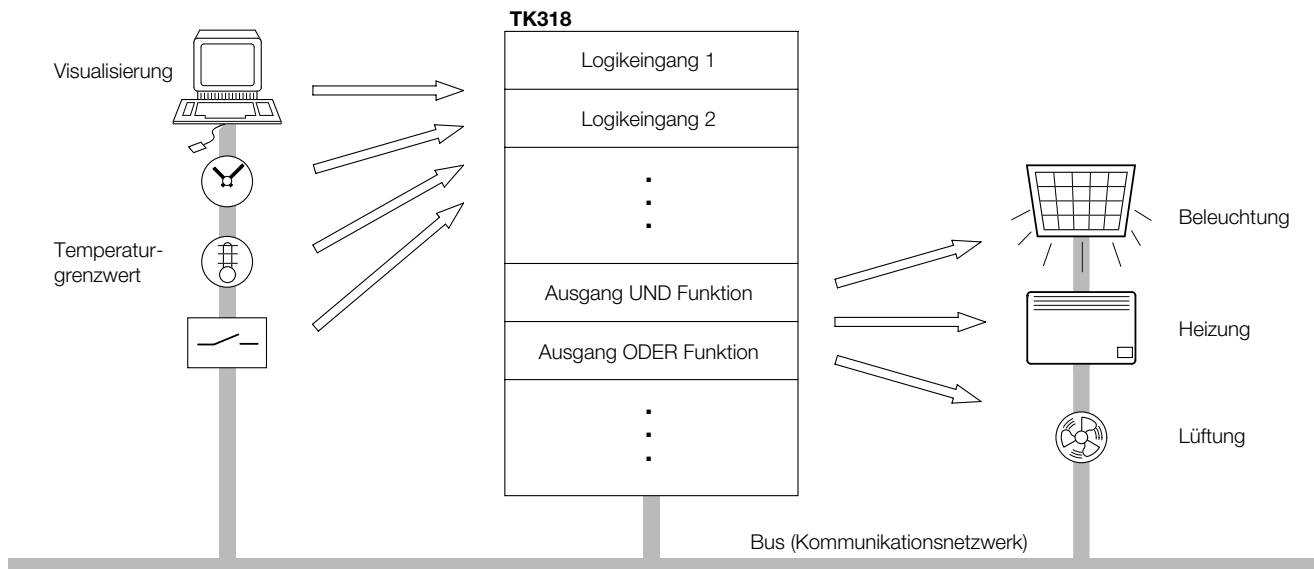 TK318
Visualisierung
Logikeingang 1
Logikeingang 2
Temperatur-
grenzwert
Ausgang UND Funktion
Ausgang ODER Funktion
Beleuchtung
Heizung
Lüftung
Bus (Kommunikationsnetzwerk)